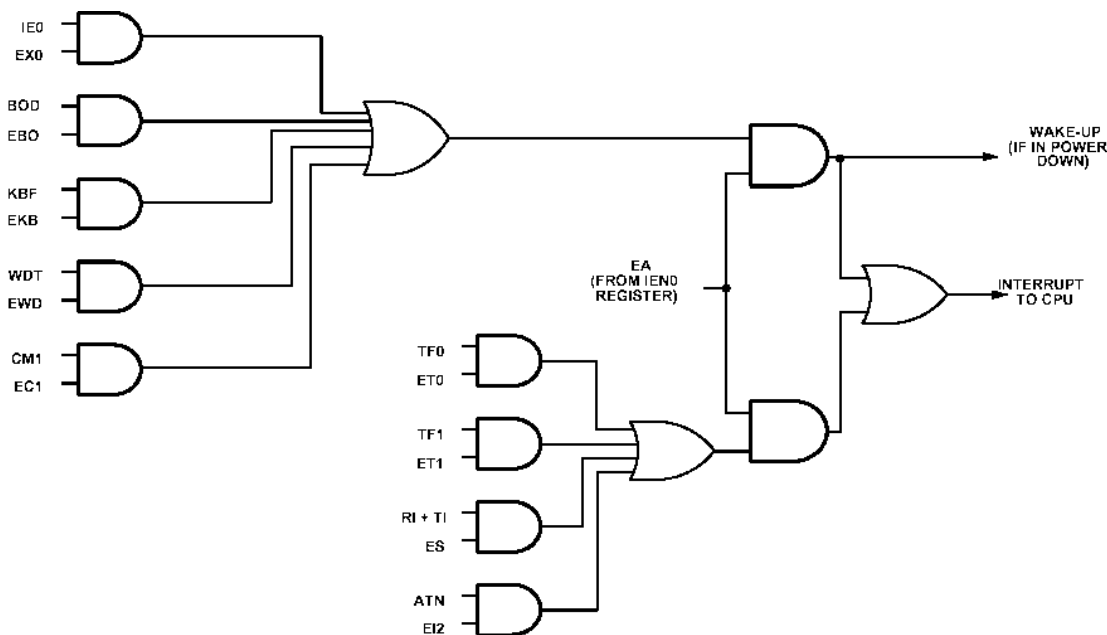 IE0
EX0
BOD
EBO
KBF
EKB
WDT
EWD
CM1
EC1
WAKE-UP
(IF IN POWER
DOWN)
EA
(FROM IEN0
REGISTER)
INTERRUPT
TO CPU
TF0
ET0
TF1
ET1
RI + TI
ES
ATN
EI2